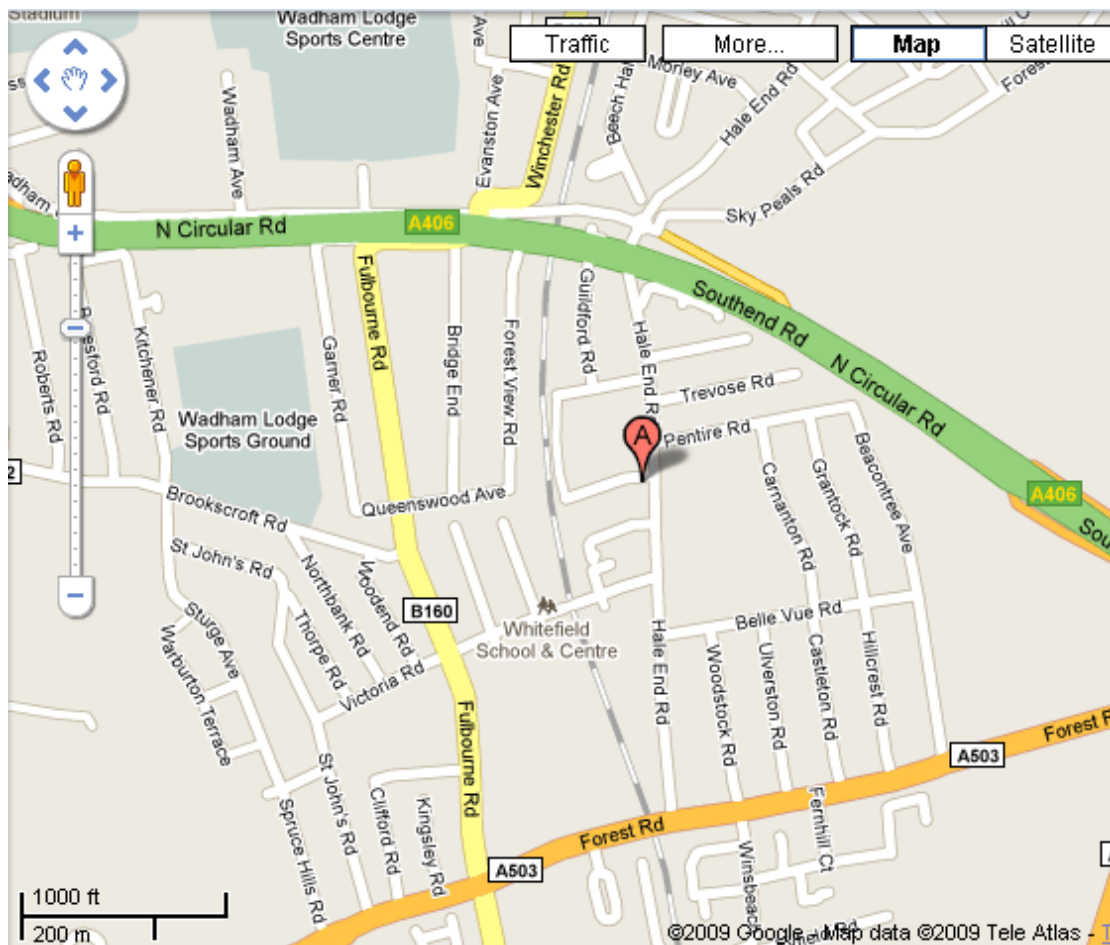 Stadium
Wadham Lodge
Sports Centre
Traffic
More...
Map
Satellite
Morley Ave
Hale End Rd
Evanston Ave
Winchester Rd
Wadham Ave
Sky Peals Rd
N Circular Rd
A406
Southend Rd
N Circular Rd
A406
Fulbourne Rd
Bridge End
Forest View Rd
Guildford Rd
Hale End Rd
Garner Rd
Kitchener Rd
Roberts Rd
Trevose Rd
Wadham Lodge
Sports Ground
A
Pentire Rd
Beacontree Ave
Grantock Rd
Carnanton Rd
Queenswood Ave
Brookscroft Rd
St John's Rd
Northbank Rd
Woodend Rd
Thorpe Rd
B160
Whitefield
School & Centre
Belle Vue Rd
Sturge Ave
Warburton Terrace
Victoria Rd
Hale End Rd
Woodstock Rd
Ulverston Rd
Castleton Rd
Hillcrest Rd
Fulbourne Rd
A503
St John's Rd
Spruce Hills Rd
Clifford Rd
Kingsley Rd
Forest Rd
A503
Fernhill Ct
1000 ft
200 m
©2009 Google - Map data ©2009 Tele Atlas -